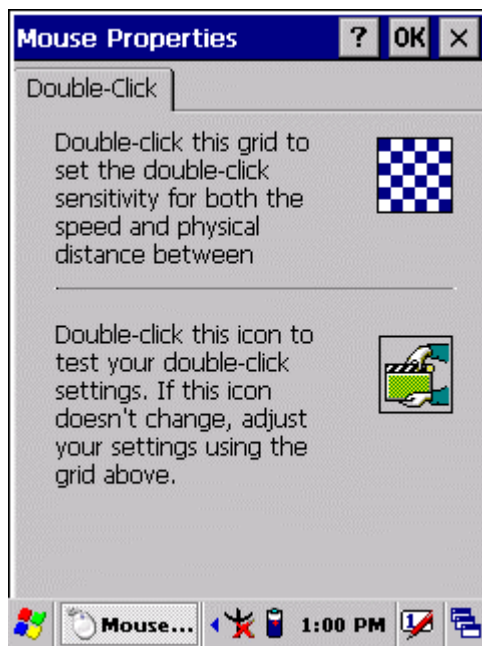 Mouse Properties ? OK ×
Double-Click
Double-click this grid to
set the double-click
sensitivity for both the
speed and physical
distance between
Double-click this icon to
test your double-click
settings. If this icon
doesn't change, adjust
your settings using the
grid above.
Mouse... 1:00 PM 1